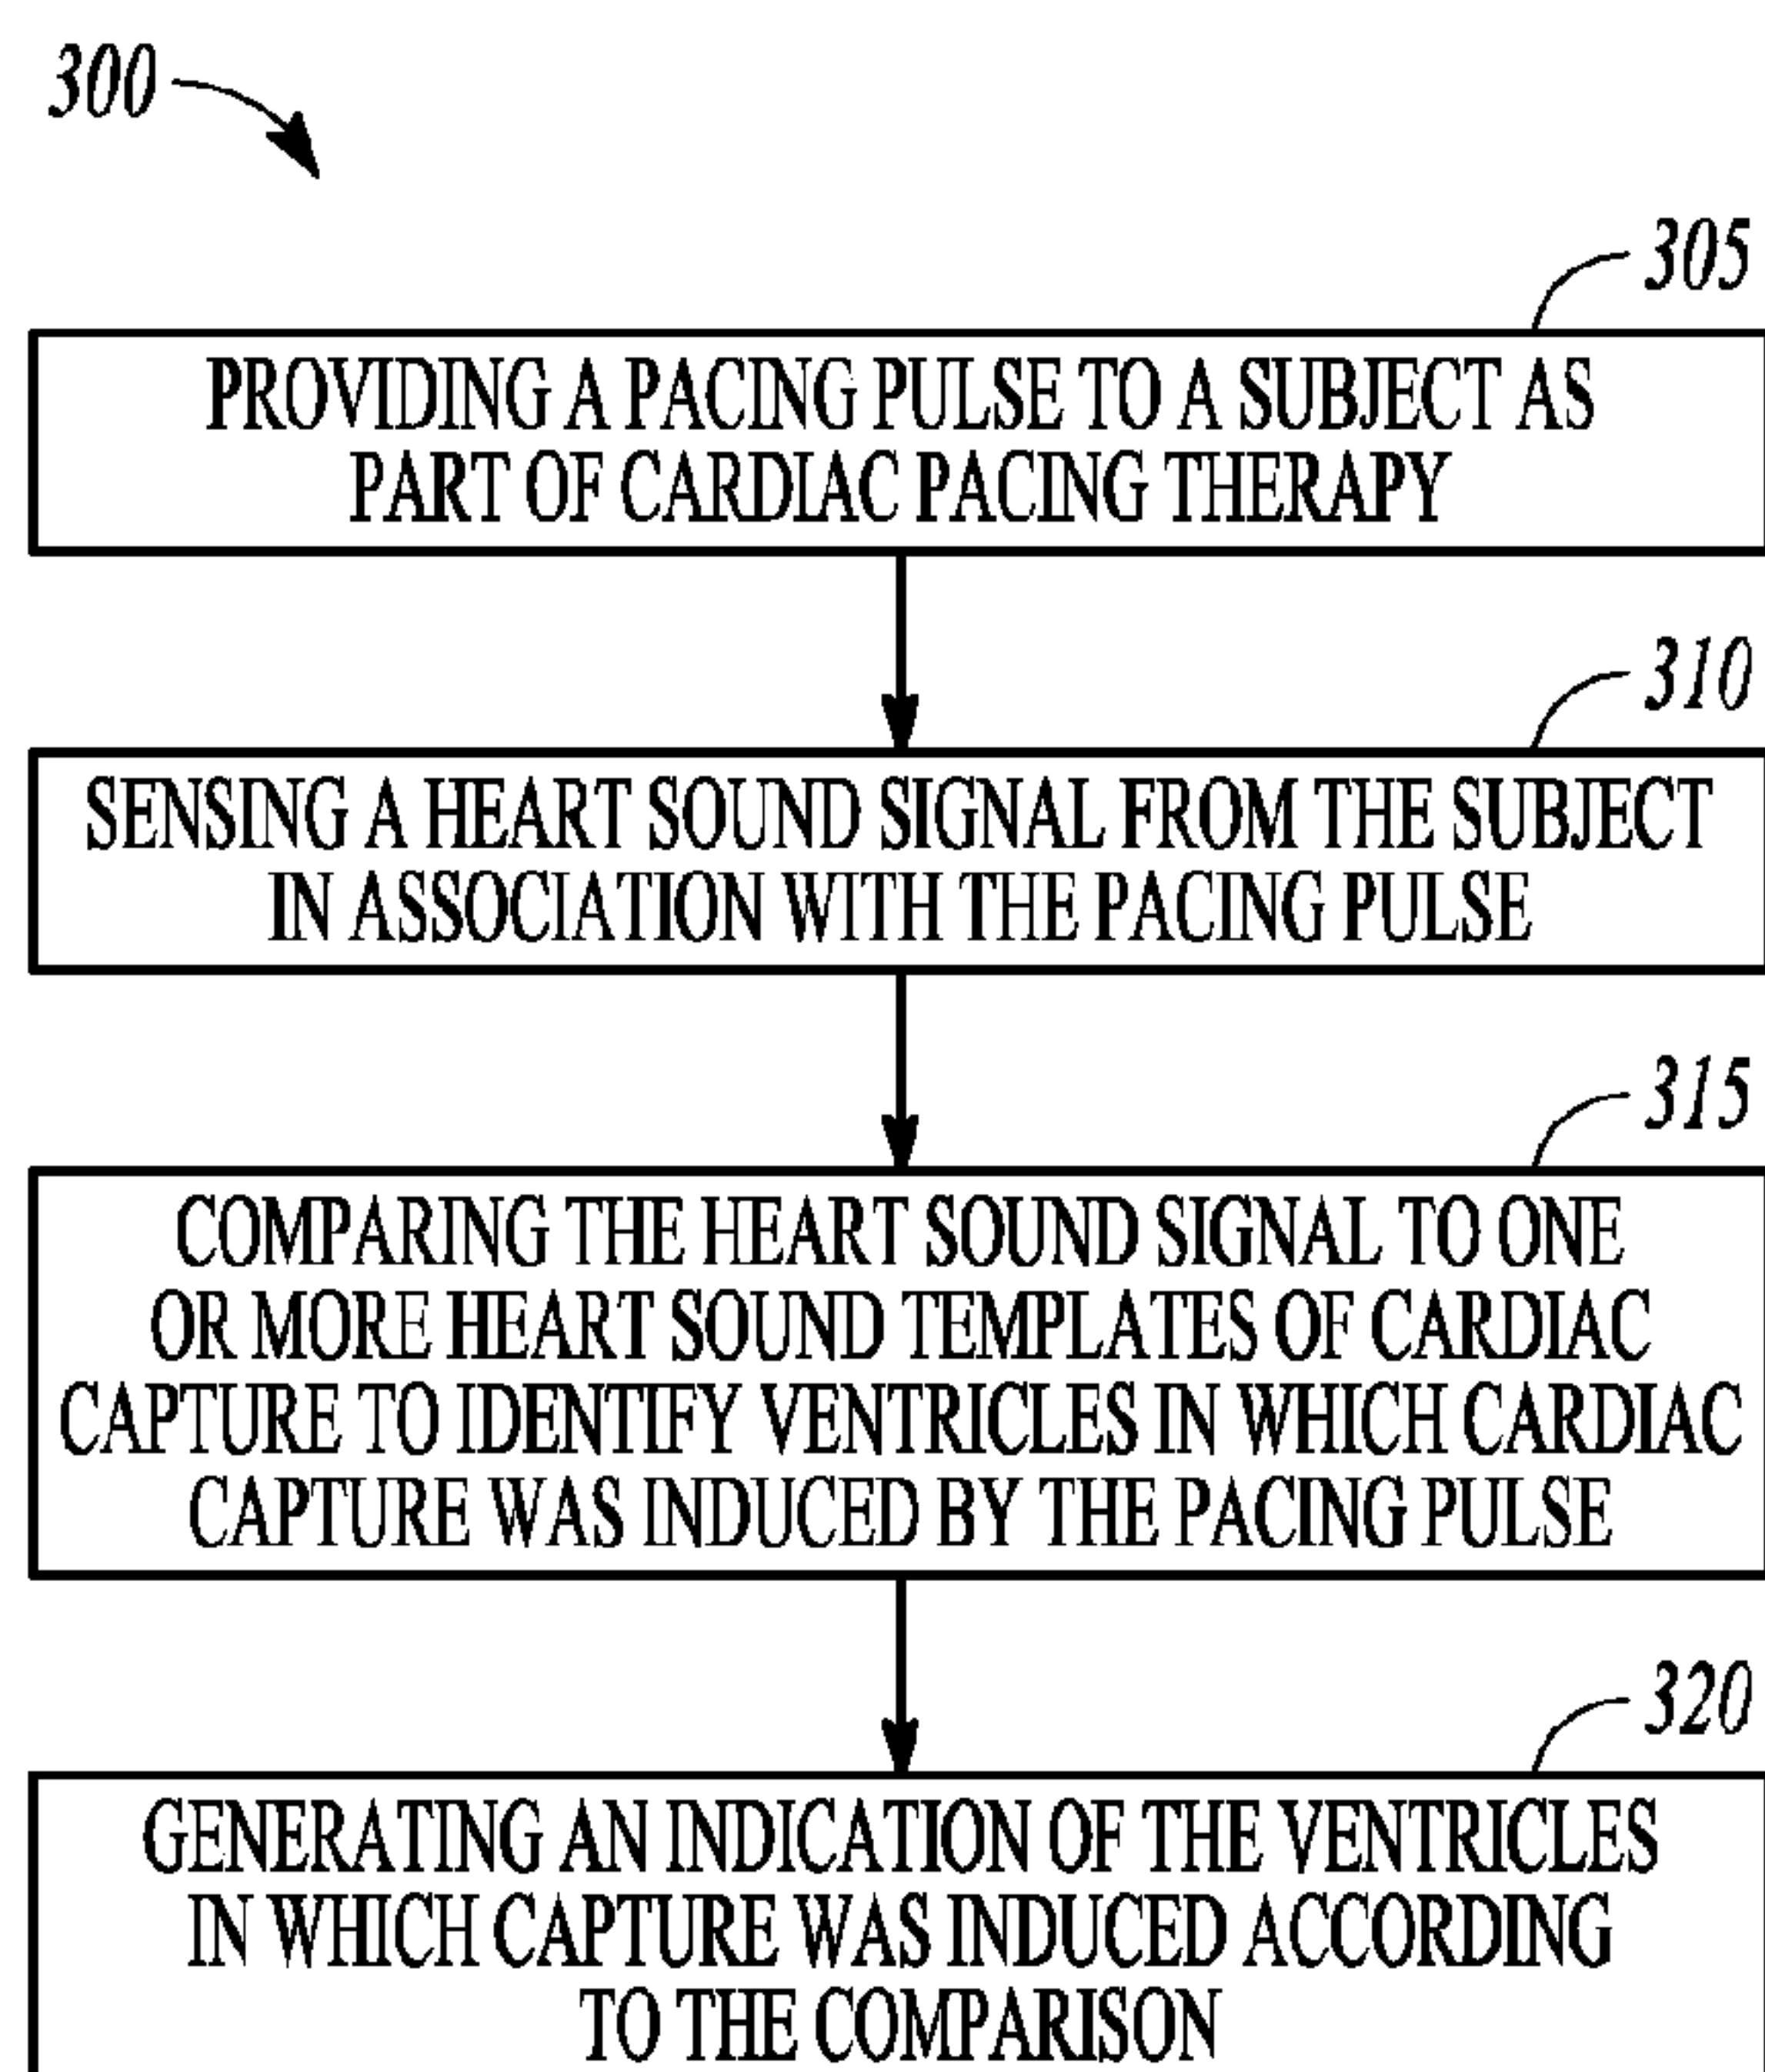 300
305
PROVIDING A PACING PULSE TO A SUBJECT AS
PART OF CARDIAC PACING THERAPY
310
SENSING A HEART SOUND SIGNAL FROM THE SUBJECT
IN ASSOCIATION WITH THE PACING PULSE
315
COMPARING THE HEART SOUND SIGNAL TO ONE
OR MORE HEART SOUND TEMPLATES OF CARDIAC
CAPTURE TO IDENTIFY VENTRICLES IN WHICH CARDIAC
CAPTURE WAS INDUCED BY THE PACING PULSE
320
GENERATING AN INDICATION OF THE VENTRICLES
IN WHICH CAPTURE WAS INDUCED ACCORDING
TO THE COMPARISON